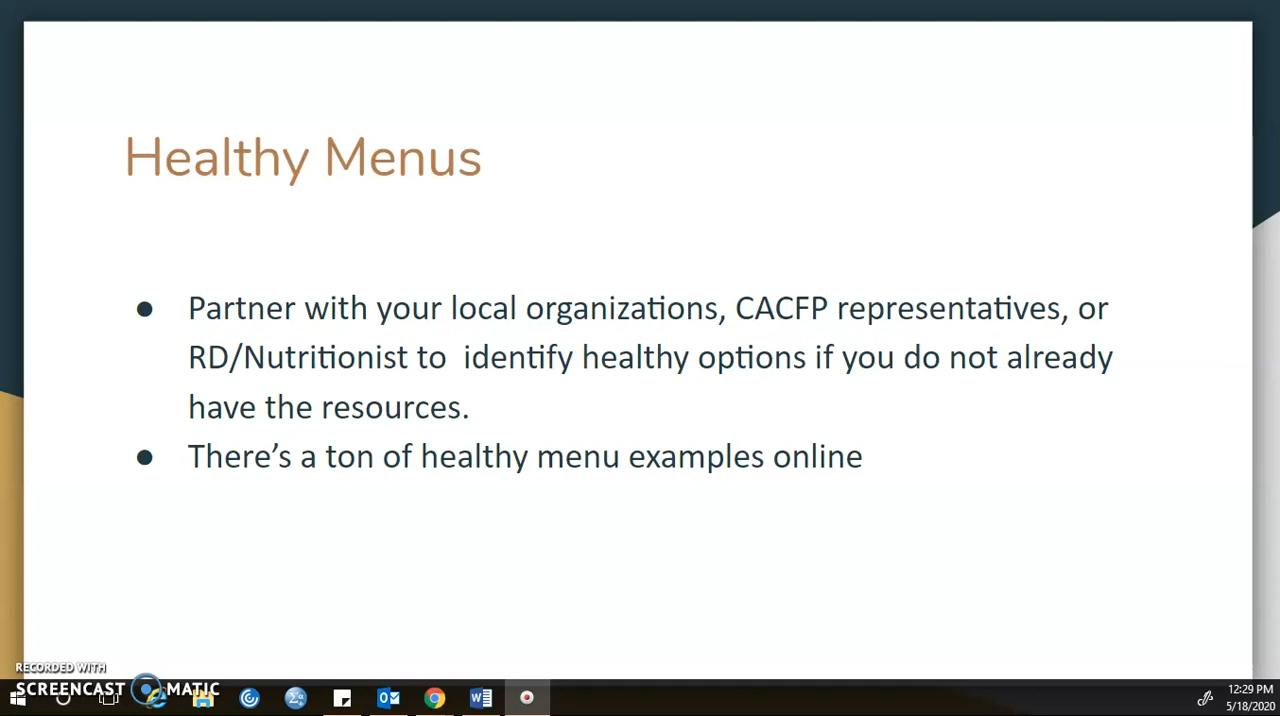 Healthy Menus
● Partner with your local organizations, CACFP representatives, or
RD/Nutritionist to  identify healthy options if you do not already
have the resources.
● There's a ton of healthy menu examples online
RECORDED WITH
SCREENCAST MATIC
12:29 PM
5/18/2020